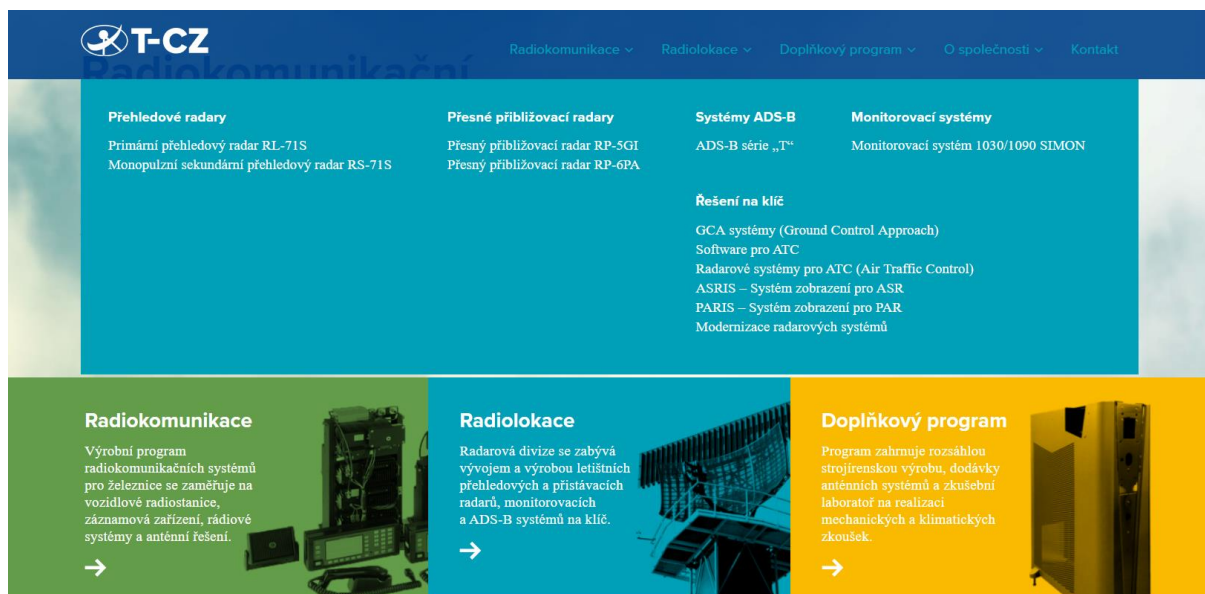 T-CZ
Radiokomunikace
Radiolokace
Doplňkový program
O společnosti
Kontakt
Radiokomunikační
Přehledové radary
Primární přehledový radar RL-71S
Monopulzní sekundární přehledový radar RS-71S
Přesné přibližovací radary
Přesný přibližovací radar RP-5GI
Přesný přibližovací radar RP-6PA
Systémy ADS-B
ADS-B série „T“
Monitorovací systémy
Monitorovací systém 1030/1090 SIMON
Řešení na klíč
GCA systémy (Ground Control Approach)
Software pro ATC
Radarové systémy pro ATC (Air Traffic Control)
ASRIS – Systém zobrazení pro ASR
PARIS – Systém zobrazení pro PAR
Modernizace radarových systémů
Radiokomunikace
Výrobní program
radiokomunikačních systémů
pro železnice se zaměřuje na
vozidlové radiostanice,
záznamová zařízení, rádiové
systémy a anténní řešení.
Radiolokace
Radarová divize se zabývá
vývojem a výrobou letištních
přehledových a přistávacích
radarů, monitorovacích
a ADS-B systémů na klíč.
Doplňkový program
Program zahrnuje rozsáhlou
strojírenskou výrobu, dodávky
anténních systémů a zkušební
laboratoř na realizaci
mechanických a klimatických
zkoušek.